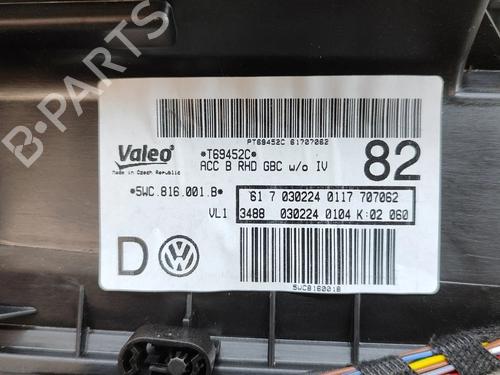 PT69452C 61707062
Valeo
Made in Czech Republic
*T69452C*
ACC B RHD GBC w/o IV
82
*5WC.816.001.B*
61 7 030224 0117 707062
VL1
3488 030224 0104 K:02 060
D
5WC816001B
B-PARTS